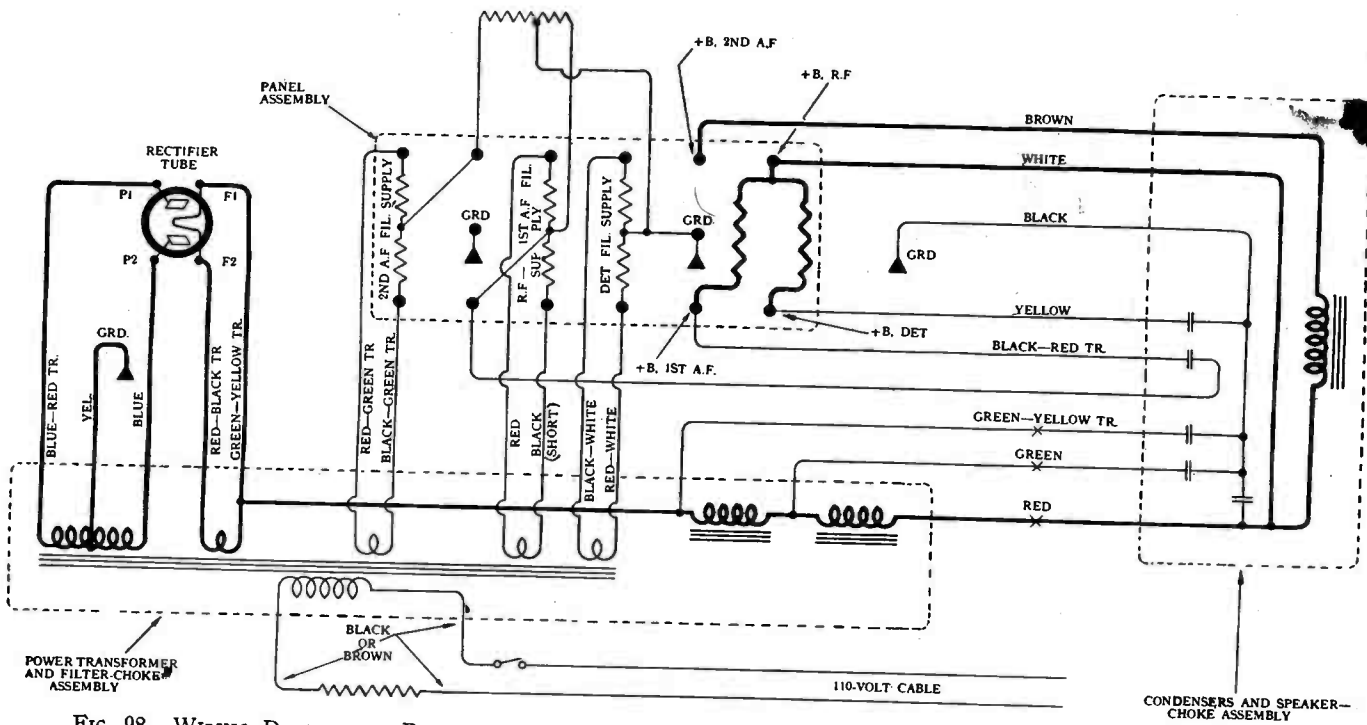 +B, 2ND A.F
+B, R.F
PANEL
ASSEMBLY
BROWN
WHITE
BLACK
RECTIFIER
TUBE
P1
F1
P2
F2
2ND A.F FIL. SUPPLY
GRD
R.F — 1ST A.F FIL.
SUPPLY
DET FIL. SUPPLY
GRD
GRD
YELLOW
+B, DET
BLACK—RED TR.
+B, 1ST A.F.
GRD.
BLUE—RED TR.
YEL.
BLUE
RED—BLACK TR
GREEN—YELLOW TR.
RED—GREEN TR
BLACK—GREEN TR.
RED
BLACK
(SHORT)
BLACK—WHITE
RED—WHITE
GREEN—YELLOW TR.
GREEN
RED
BLACK
OR
BROWN
110-VOLT CABLE
POWER TRANSFORMER
AND FILTER-CHOKE
ASSEMBLY
CONDENSERS AND SPEAKER—
CHOKE ASSEMBLY
FIG. 98